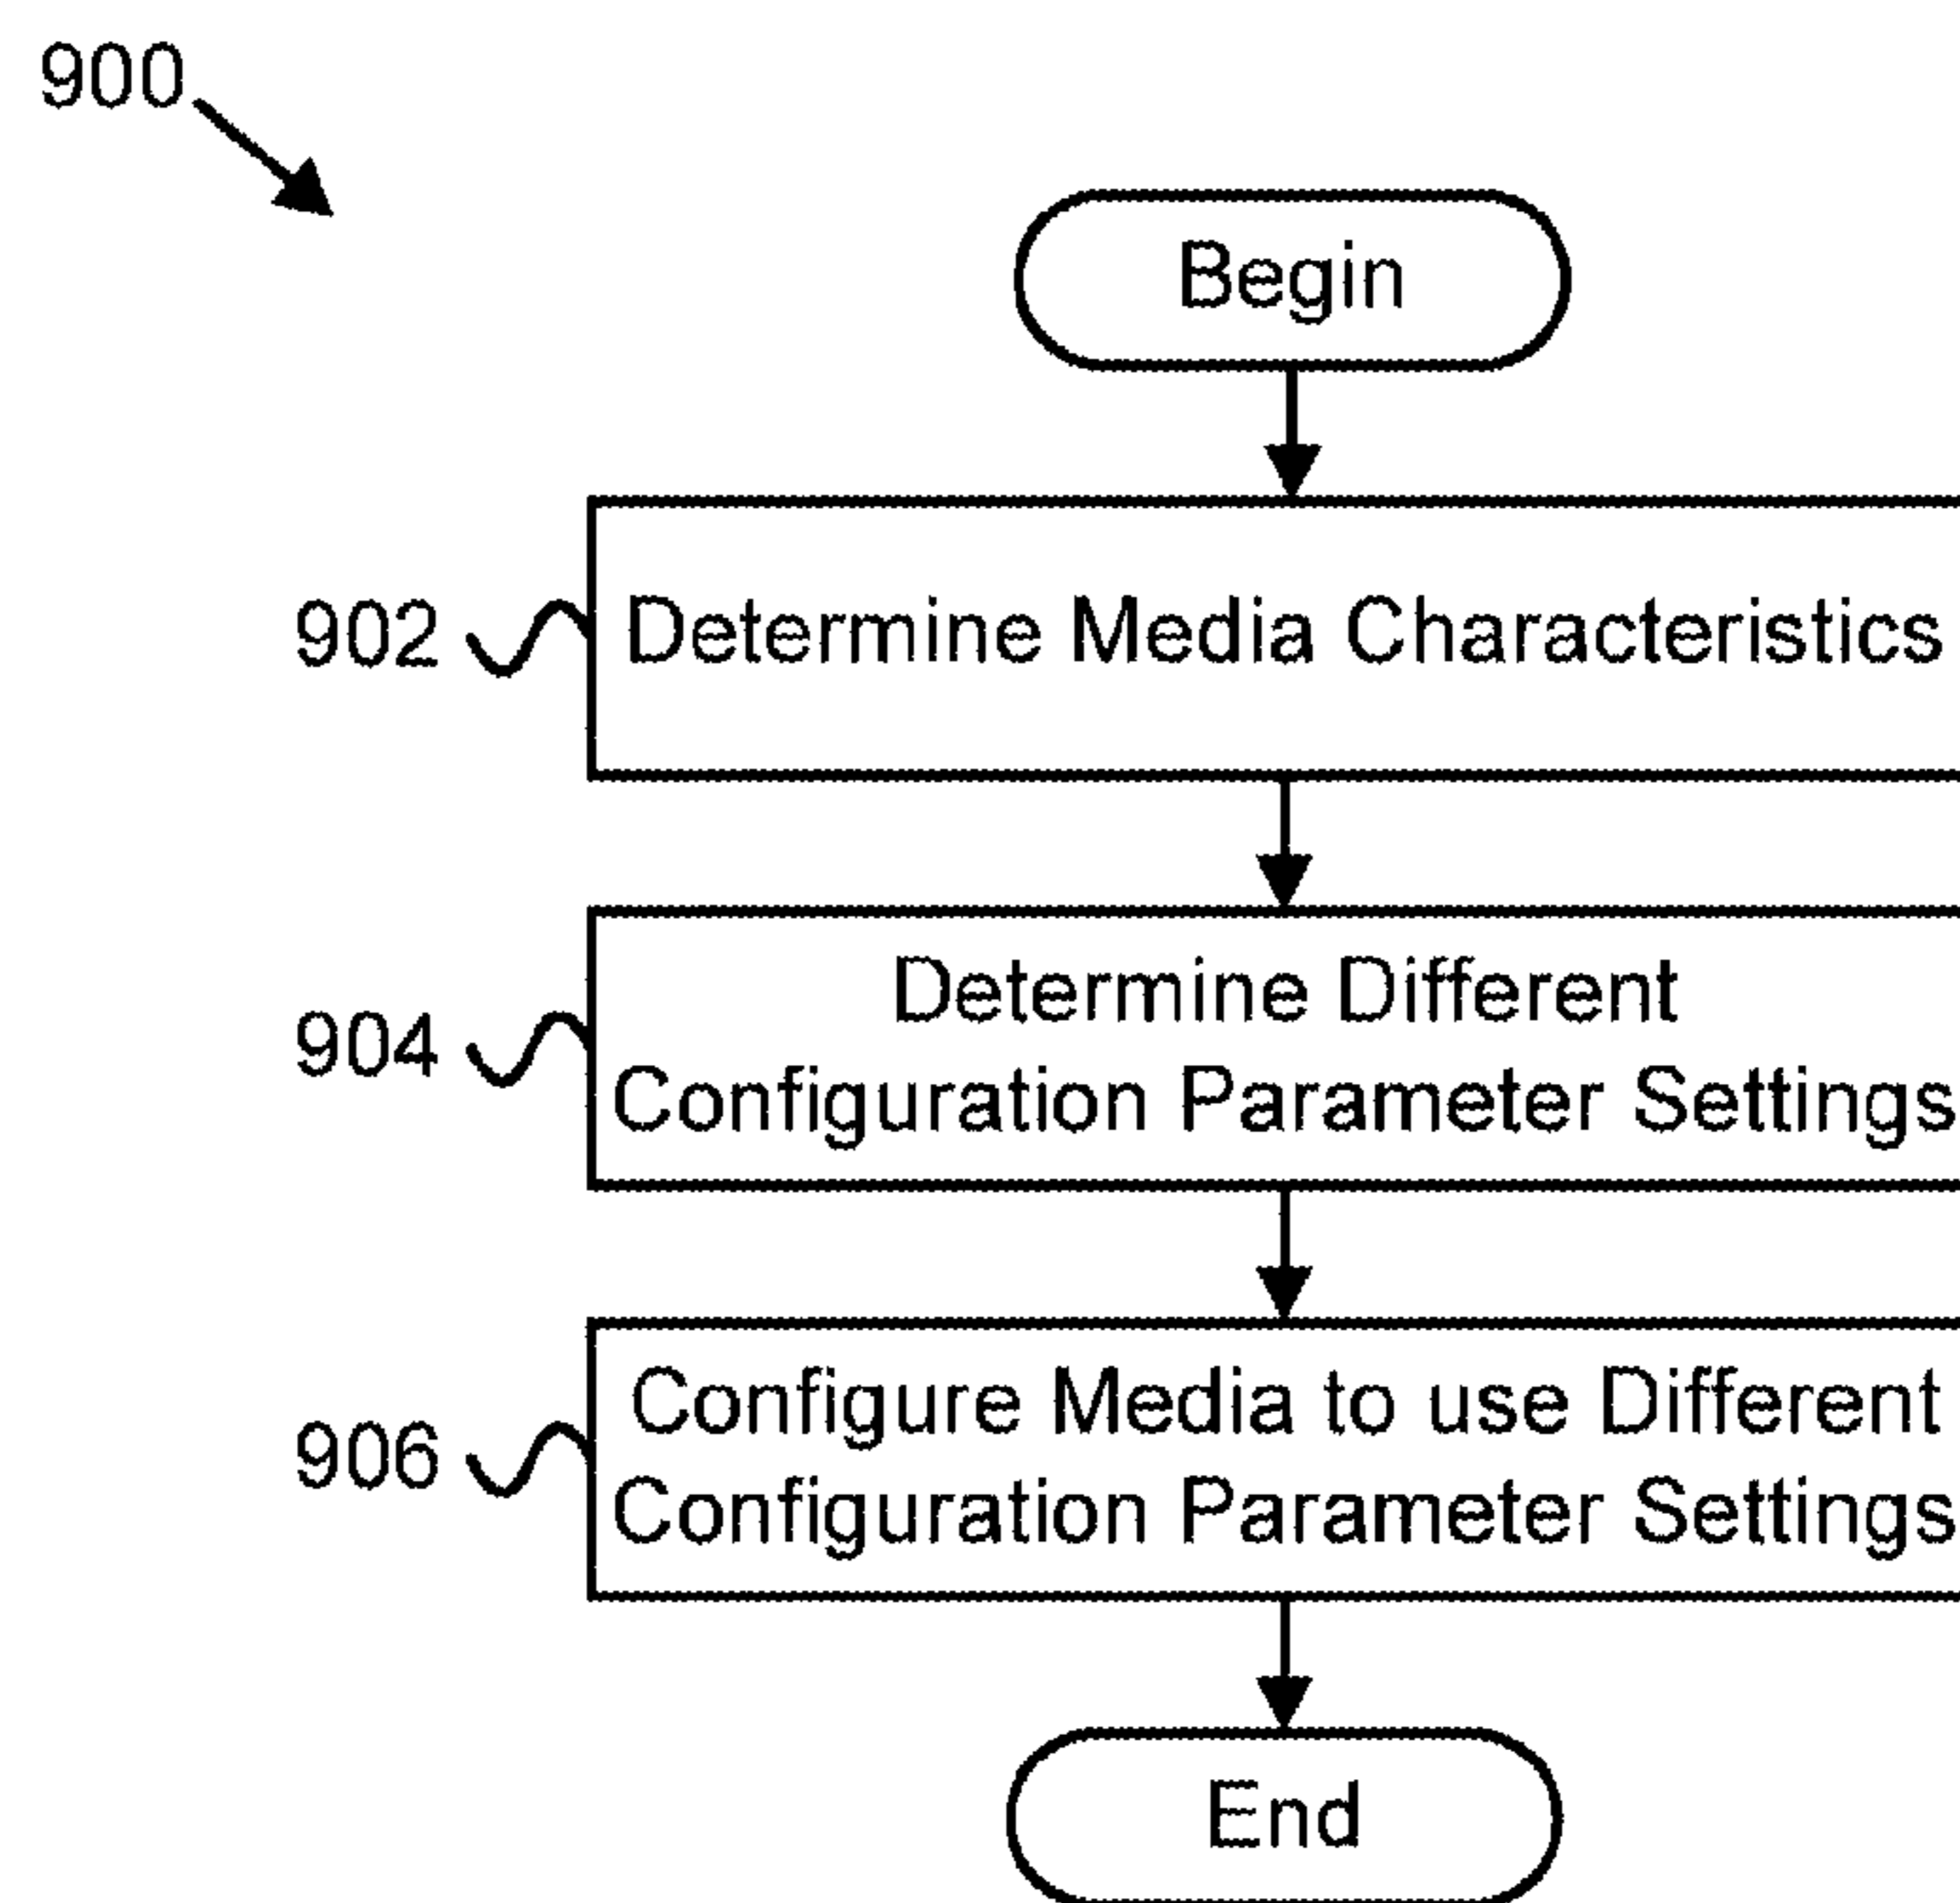 900
Begin
902
Determine Media Characteristics
904
Determine Different
Configuration Parameter Settings
906
Configure Media to use Different
Configuration Parameter Settings
End